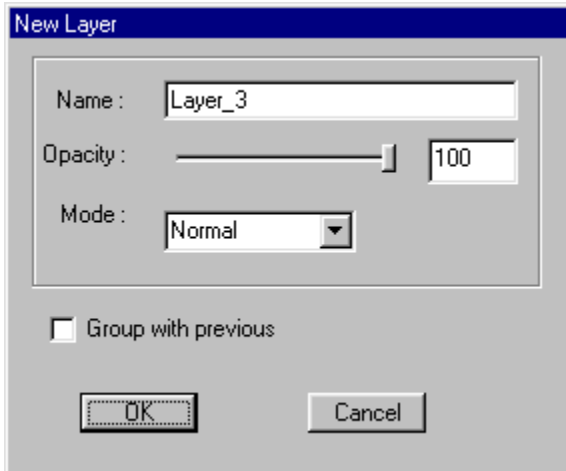 New Layer
Name : Layer_3
Opacity : 100
Mode : Normal
Group with previous
OK Cancel